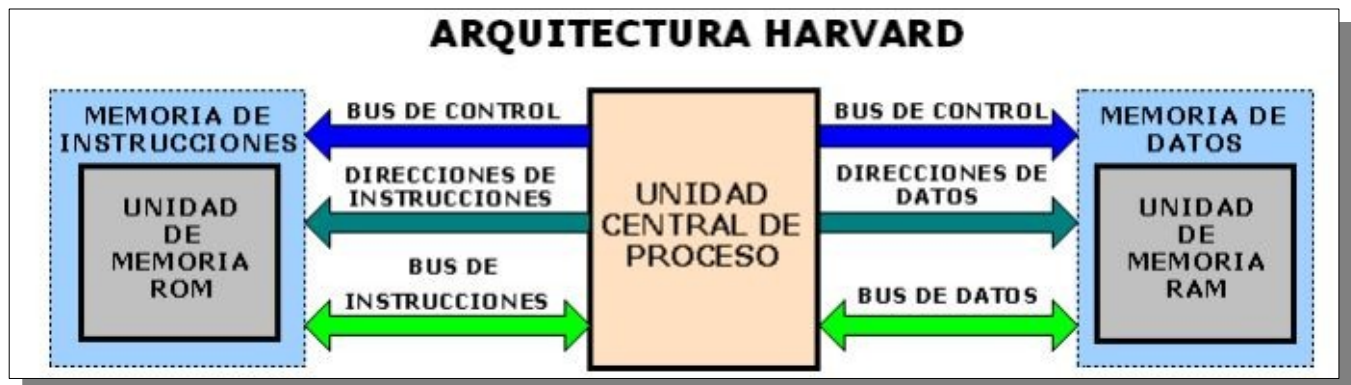 ARQUITECTURA HARVARD
MEMORIA DE
INSTRUCCIONES
UNIDAD
DE
MEMORIA
ROM
BUS DE CONTROL
DIRECCIONES DE
INSTRUCCIONES
BUS DE
INSTRUCCIONES
UNIDAD
CENTRAL DE
PROCESO
BUS DE CONTROL
DIRECCIONES DE
DATOS
BUS DE DATOS
MEMORIA DE
DATOS
UNIDAD
DE
MEMORIA
RAM